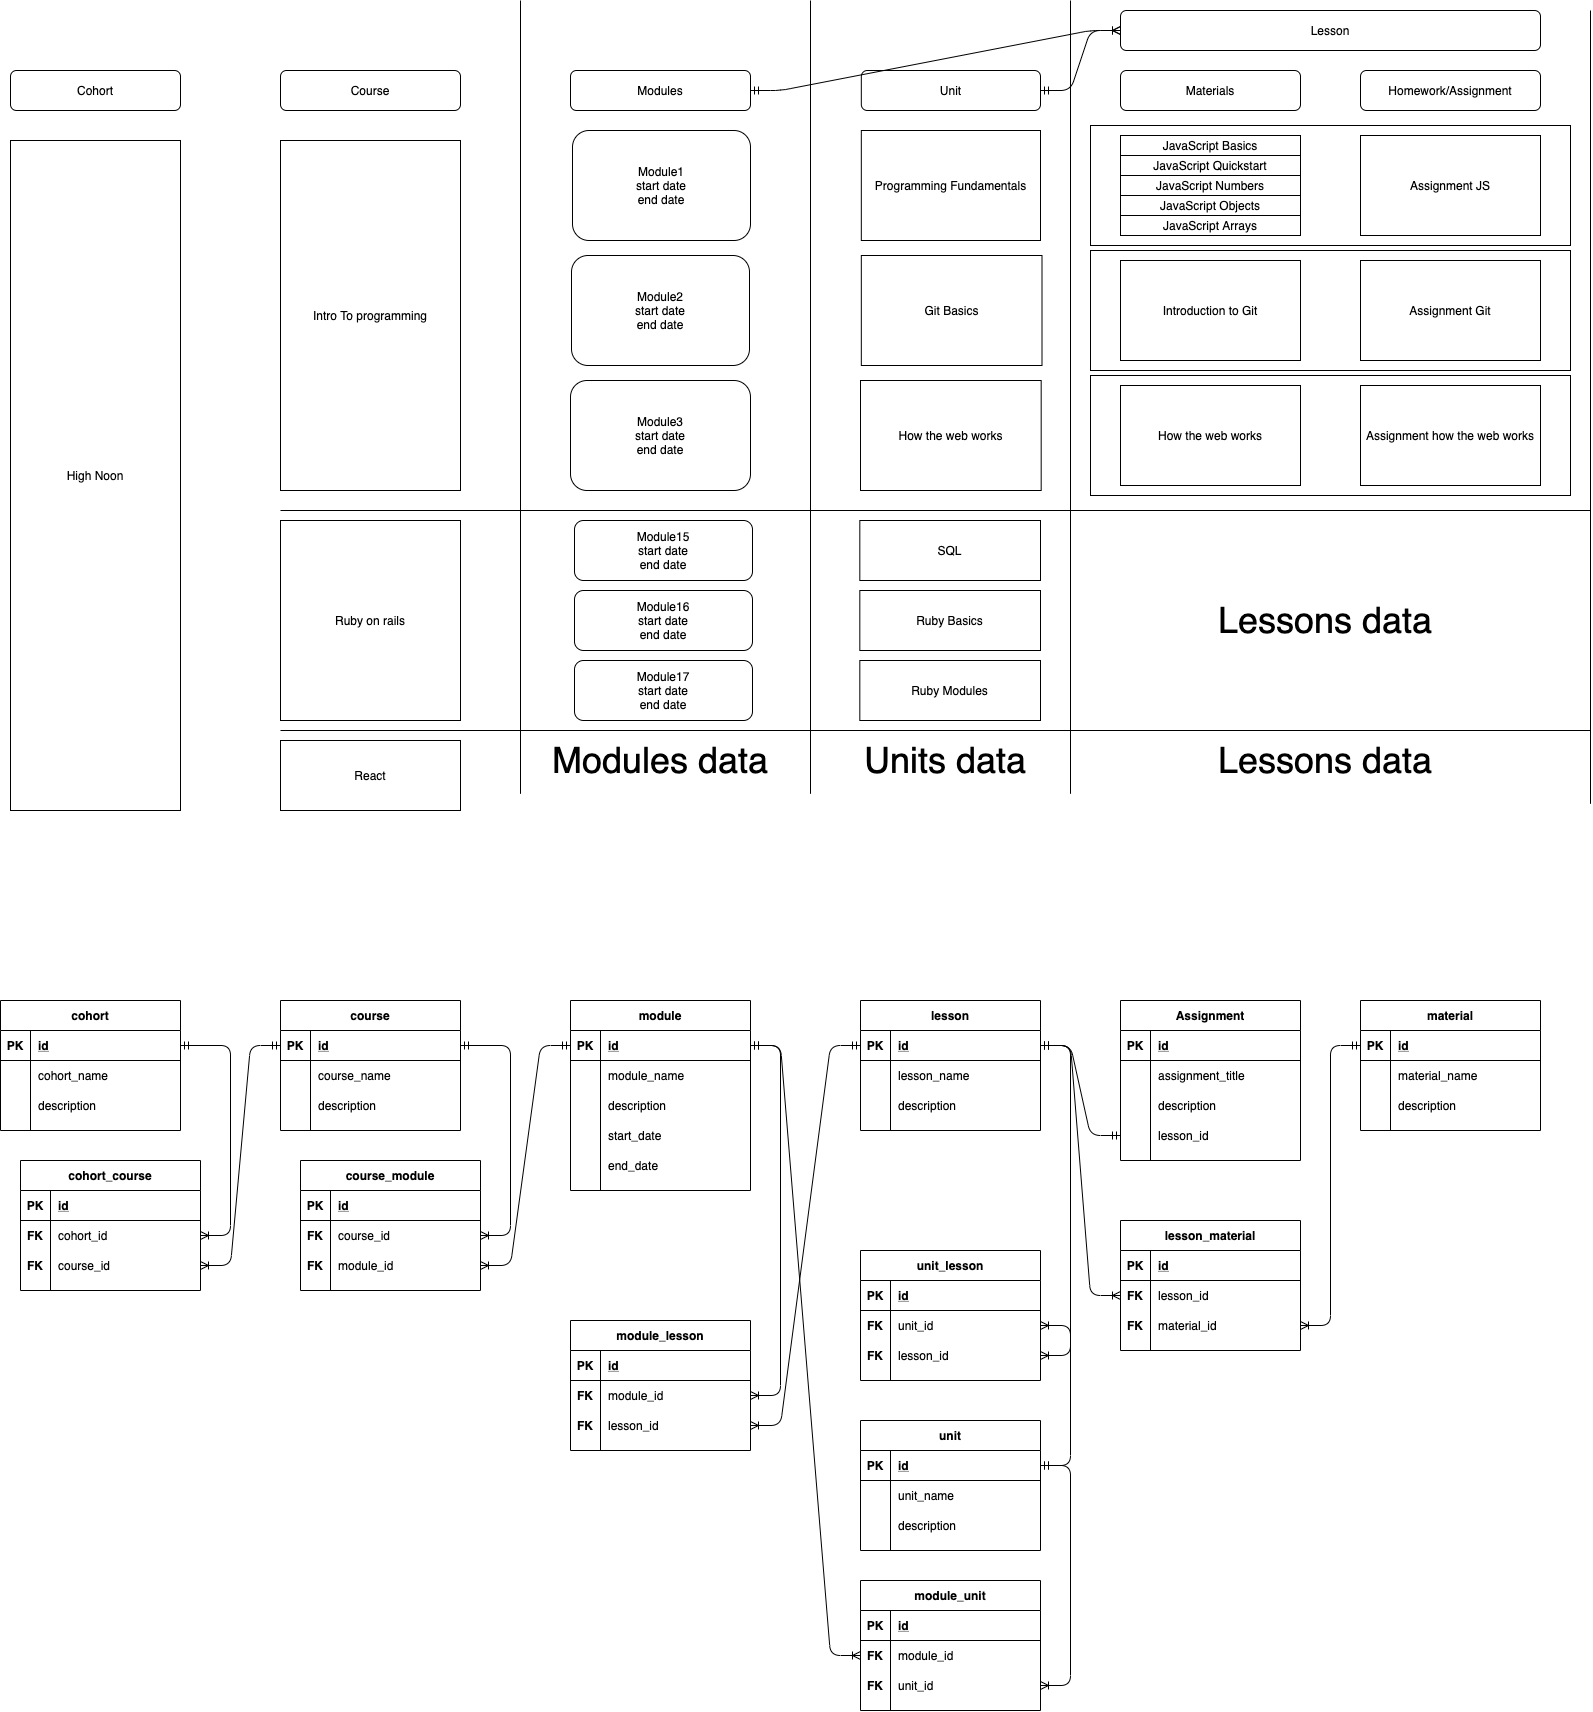 Lesson
Cohort
Course
Modules
Unit
Materials
Homework/Assignment
High Noon
Intro To programming
Module1
start date
end date
Programming Fundamentals
JavaScript Basics
JavaScript Quickstart
JavaScript Numbers
JavaScript Objects
JavaScript Arrays
Assignment JS
Module2
start date
end date
Git Basics
Introduction to Git
Assignment Git
Module3
start date
end date
How the web works
How the web works
Assignment how the web works
Ruby on rails
Module15
start date
end date
SQL
Module16
start date
end date
Ruby Basics
Module17
start date
end date
Ruby Modules
Lessons data
React
Modules data
Units data
Lessons data
cohort
PK id
cohort_name
description
course
PK id
course_name
description
module
PK id
module_name
description
start_date
end_date
lesson
PK id
lesson_name
description
Assignment
PK id
assignment_title
description
lesson_id
material
PK id
material_name
description
cohort_course
PK id
FK cohort_id
FK course_id
course_module
PK id
FK course_id
FK module_id
lesson_material
PK id
FK lesson_id
FK material_id
unit_lesson
PK id
FK unit_id
FK lesson_id
module_lesson
PK id
FK module_id
FK lesson_id
unit
PK id
unit_name
description
module_unit
PK id
FK module_id
FK unit_id